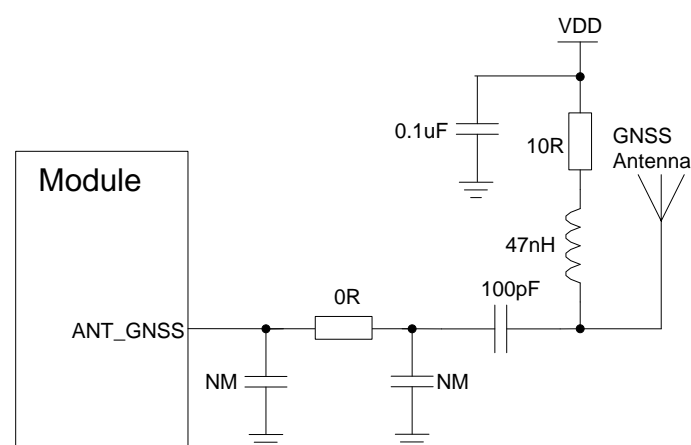 VDD
0.1uF
10R
GNSS
Antenna
Module
47nH
100pF
0R
ANT_GNSS
NM
NM